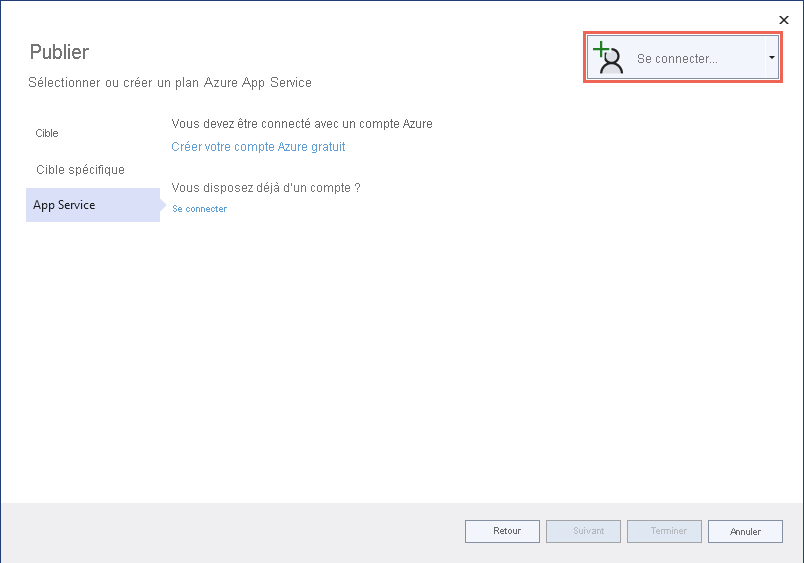 Publier
Se connecter...
Sélectionner ou créer un plan Azure App Service
Cible
Vous devez être connecté avec un compte Azure
Créer votre compte Azure gratuit
Cible spécifique
Vous disposez déjà d'un compte ?
App Service
Se connecter
Retour
Suivant
Terminer
Annuler